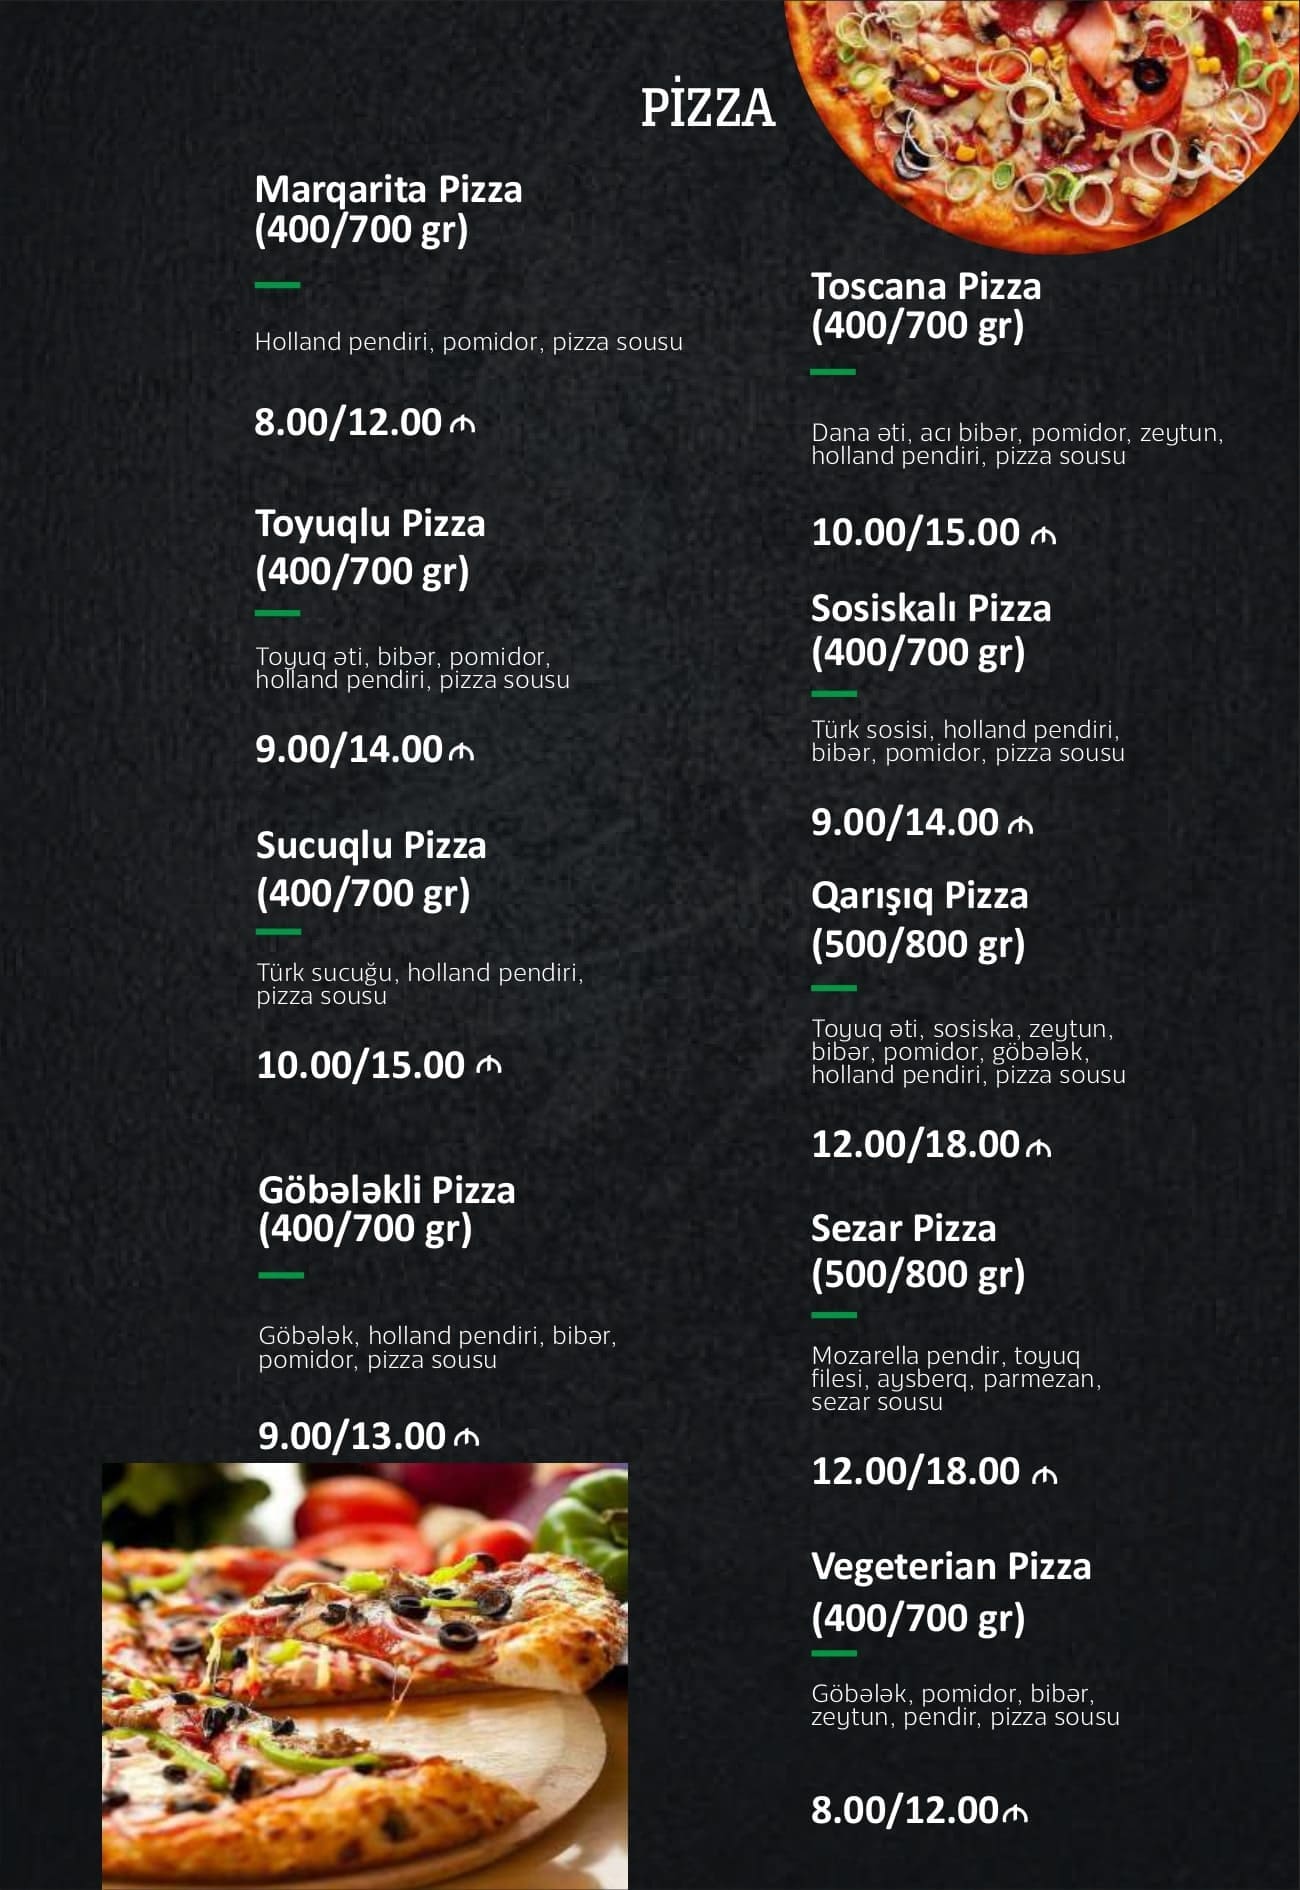 PİZZA
Marqarita Pizza
(400/700 gr)
Holland pendiri, pomidor, pizza sousu
8.00/12.00 ₼
Toyuqlu Pizza
(400/700 gr)
Toyuq əti, bibər, pomidor,
holland pendiri, pizza sousu
9.00/14.00 ₼
Sucuqlu Pizza
(400/700 gr)
Türk sucuğu, holland pendiri,
pizza sousu
10.00/15.00 ₼
Göbələkli Pizza
(400/700 gr)
Göbələk, holland pendiri, bibər,
pomidor, pizza sousu
9.00/13.00 ₼
Toscana Pizza
(400/700 gr)
Dana əti, acı bibər, pomidor, zeytun,
holland pendiri, pizza sousu
10.00/15.00 ₼
Sosiskalı Pizza
(400/700 gr)
Türk sosisi, holland pendiri,
bibər, pomidor, pizza sousu
9.00/14.00 ₼
Qarışıq Pizza
(500/800 gr)
Toyuq əti, sosiska, zeytun,
bibər, pomidor, göbələk,
holland pendiri, pizza sousu
12.00/18.00 ₼
Sezar Pizza
(500/800 gr)
Mozarella pendir, toyuq
filesi, aysberq, parmezan,
sezar sousu
12.00/18.00 ₼
Vegeterian Pizza
(400/700 gr)
Göbələk, pomidor, bibər,
zeytun, pendir, pizza sousu
8.00/12.00₼